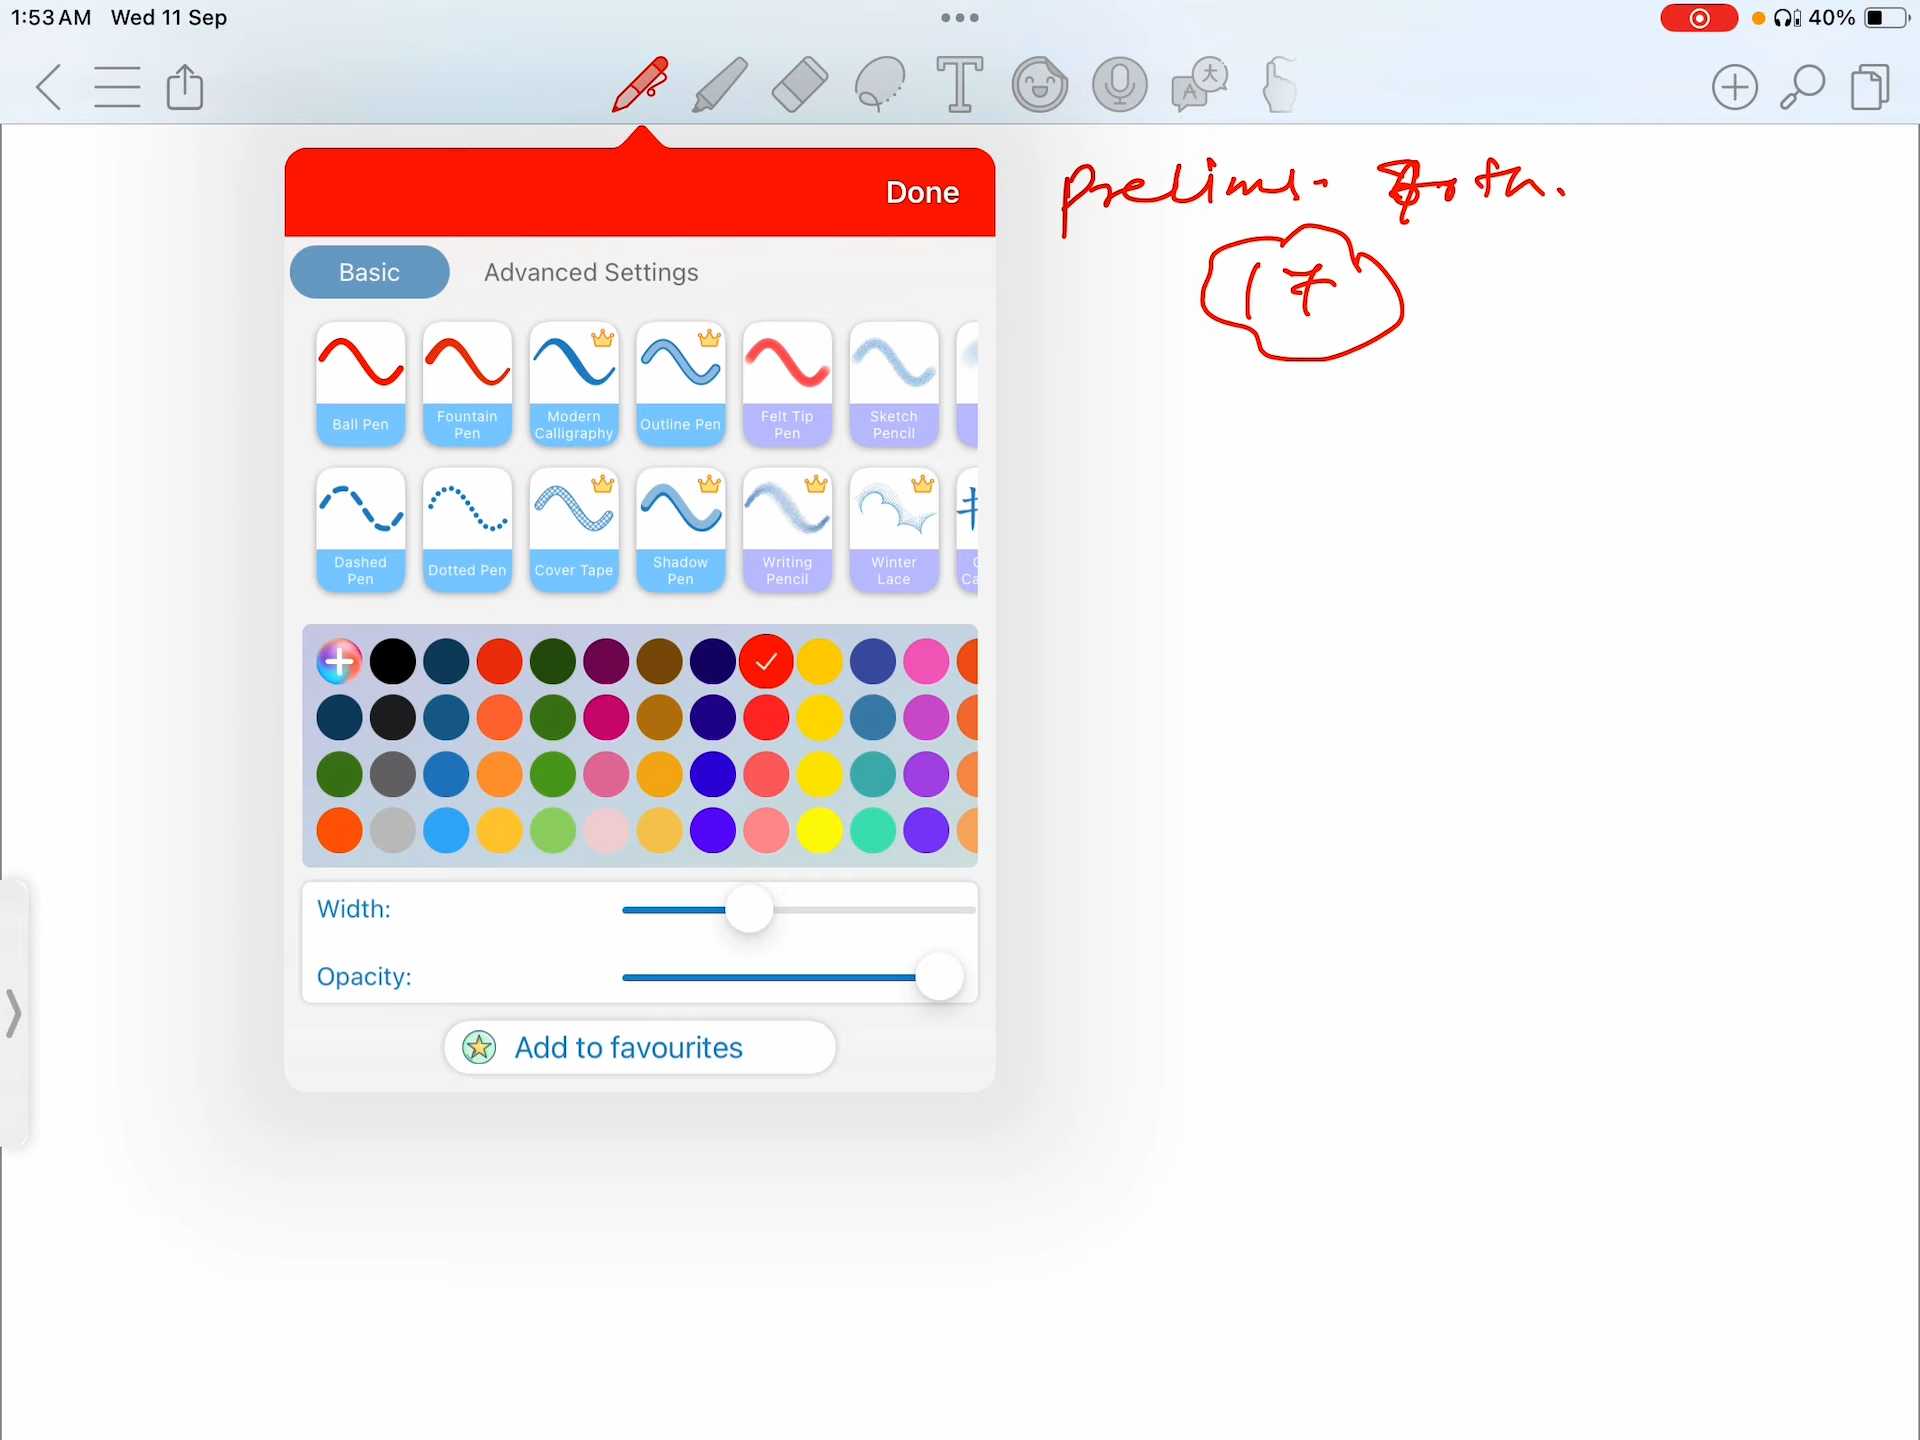 1:53 AM Wed 11 Sep
40%
Done
Basic Advanced Settings
prelims.
17
Ball Pen
Fountain Pen
Modern Calligraphy
Outline Pen
Felt Tip Pen
Sketch Pencil
Dashed Pen
Dotted Pen
Cover Tape
Shadow Pen
Writing Pencil
Winter Lace
Width:
Opacity:
Add to favourites